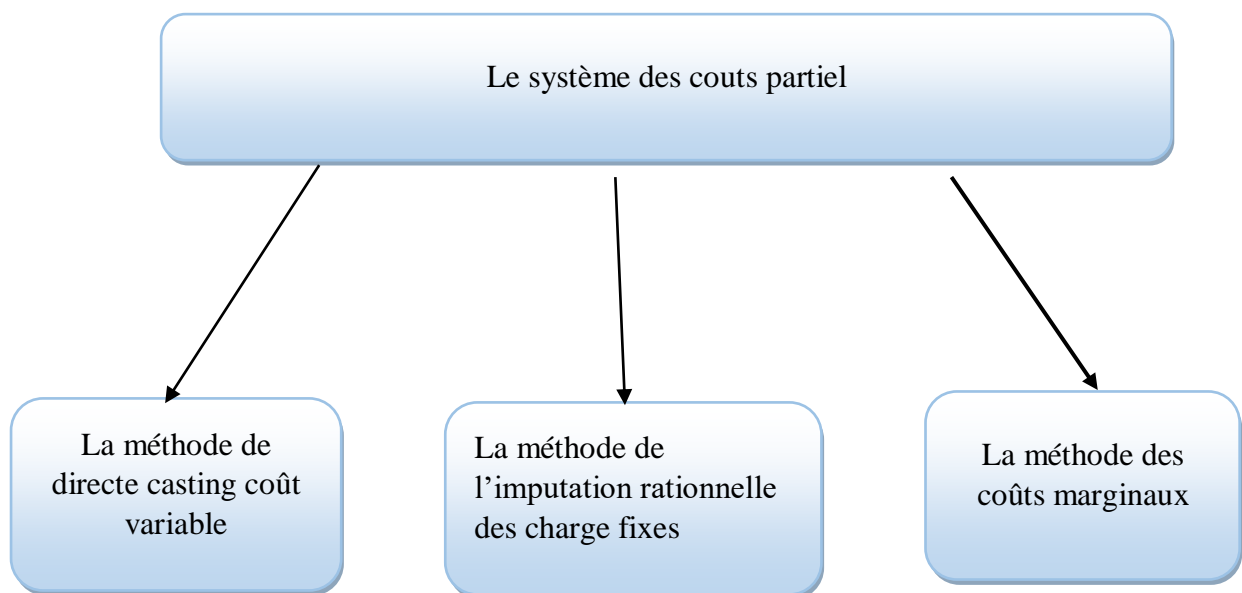 Le système des couts partiel
La méthode de
directe casting coût
variable
La méthode de
l’imputation rationnelle
des charge fixes
La méthode des
coûts marginaux